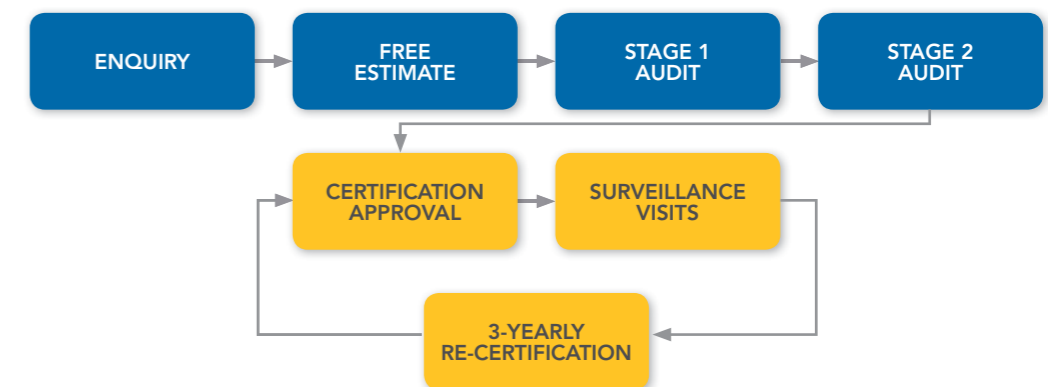 ENQUIRY
FREE
ESTIMATE
STAGE 1
AUDIT
STAGE 2
AUDIT
CERTIFICATION
APPROVAL
SURVEILLANCE
VISITS
3-YEARLY
RE-CERTIFICATION